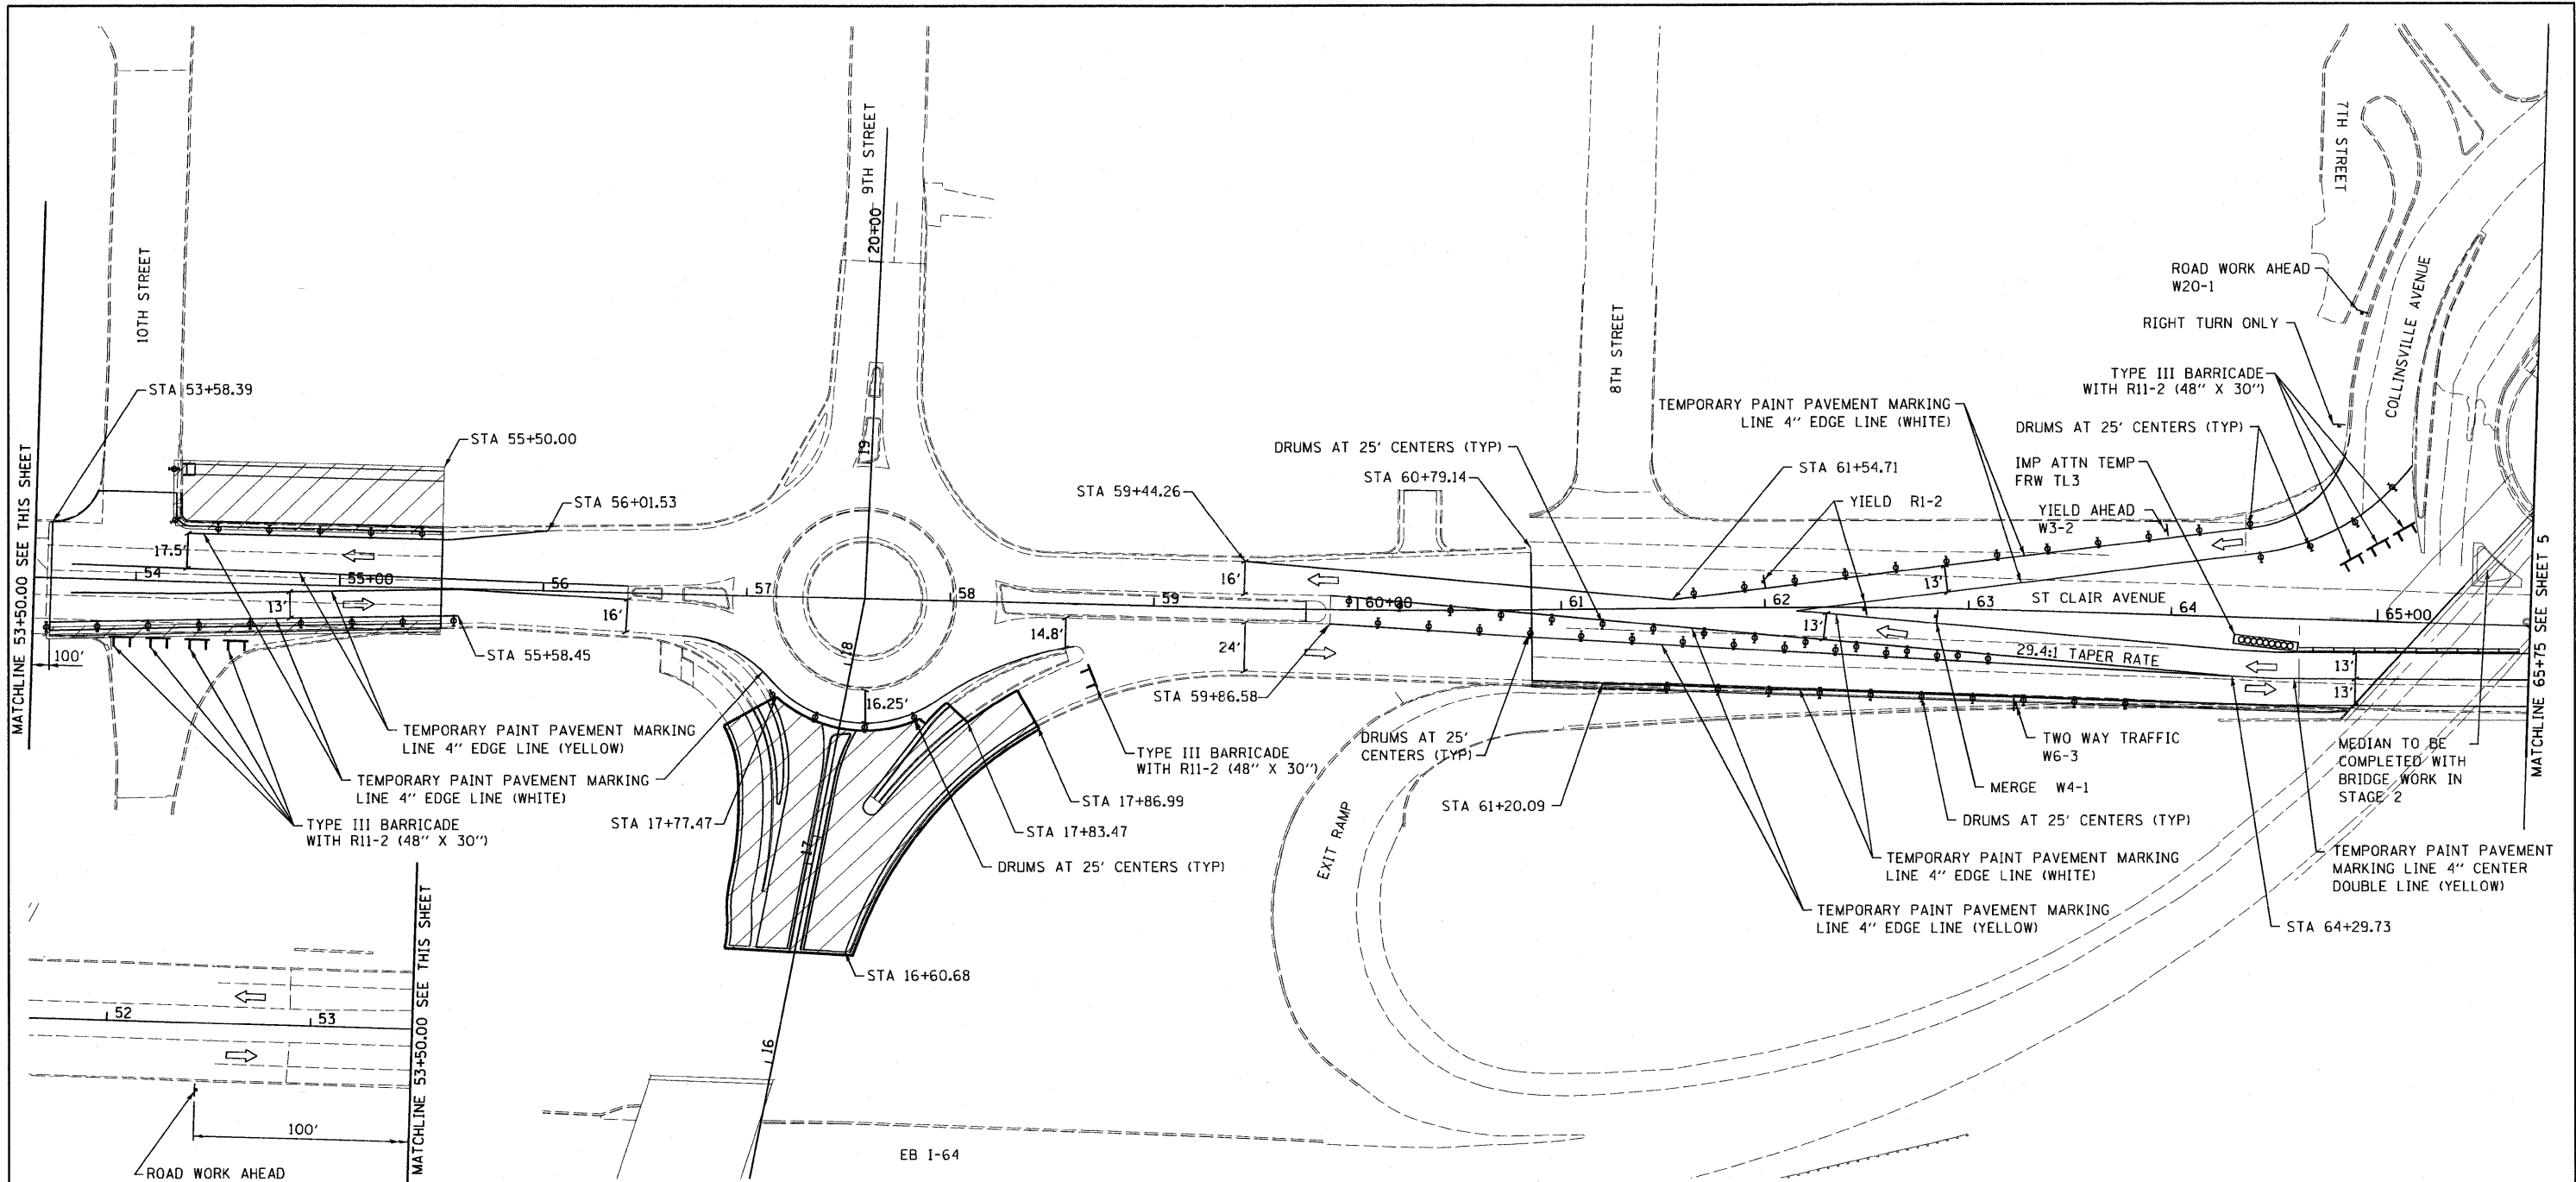 MATCHLINE 53+50.00 SEE THIS SHEET
10TH STREET
STA 53+58.39
STA 55+50.00
STA 56+01.53
17.5'
54
55+00
56
57
58
59
60+00
61
62
63
64
65+00
13'
16'
100'
STA 55+58.45
TEMPORARY PAINT PAVEMENT MARKING
LINE 4" EDGE LINE (YELLOW)
TEMPORARY PAINT PAVEMENT MARKING
LINE 4" EDGE LINE (WHITE)
TYPE III BARRICADE
WITH R11-2 (48" X 30")
9TH STREET
20+00
19
18
17
16
16.25'
14.8'
24'
16'
STA 17+77.47
STA 17+86.99
STA 17+83.47
DRUMS AT 25' CENTERS (TYP)
STA 16+60.68
TYPE III BARRICADE
WITH R11-2 (48" X 30")
STA 59+44.26
STA 59+86.58
DRUMS AT 25' CENTERS (TYP)
STA 60+79.14
8TH STREET
TEMPORARY PAINT PAVEMENT MARKING
LINE 4" EDGE LINE (WHITE)
STA 61+54.71
YIELD R1-2
YIELD AHEAD
W3-2
IMP ATTN TEMP
FRW TL3
DRUMS AT 25' CENTERS (TYP)
TYPE III BARRICADE
WITH R11-2 (48" X 30")
RIGHT TURN ONLY
ROAD WORK AHEAD
W20-1
7TH STREET
COLLINSVILLE AVENUE
ST CLAIR AVENUE
13'
13'
29.4:1 TAPER RATE
13'
13'
DRUMS AT 25'
CENTERS (TYP)
STA 61+20.09
EXIT RAMP
TWO WAY TRAFFIC
W6-3
MERGE W4-1
DRUMS AT 25' CENTERS (TYP)
TEMPORARY PAINT PAVEMENT MARKING
LINE 4" EDGE LINE (WHITE)
TEMPORARY PAINT PAVEMENT MARKING
LINE 4" EDGE LINE (YELLOW)
MEDIAN TO BE
COMPLETED WITH
BRIDGE WORK IN
STAGE 2
TEMPORARY PAINT PAVEMENT
MARKING LINE 4" CENTER
DOUBLE LINE (YELLOW)
STA 64+29.73
MATCHLINE 65+75 SEE SHEET 5
52
53
MATCHLINE 53+50.00 SEE THIS SHEET
100'
ROAD WORK AHEAD
EB I-64